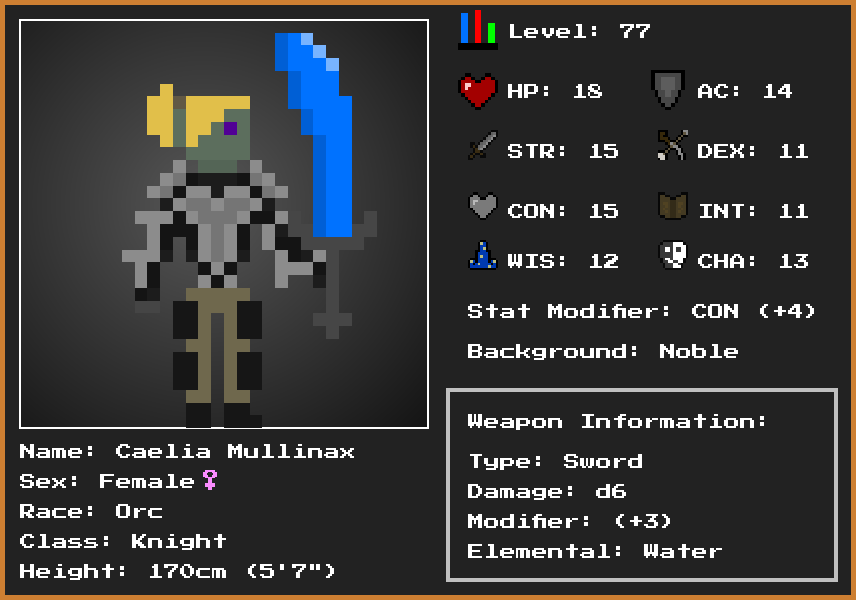 Level: 77
HP: 18
AC: 14
STR: 15
DEX: 11
CON: 15
INT: 11
WIS: 12
CHA: 13
Stat Modifier: CON (+4)
Background: Noble
Weapon Information:
Type: Sword
Damage: d6
Modifier: (+3)
Elemental: Water
Name: Caelia Mullinax
Sex: Female♀
Race: Orc
Class: Knight
Height: 170cm (5'7")